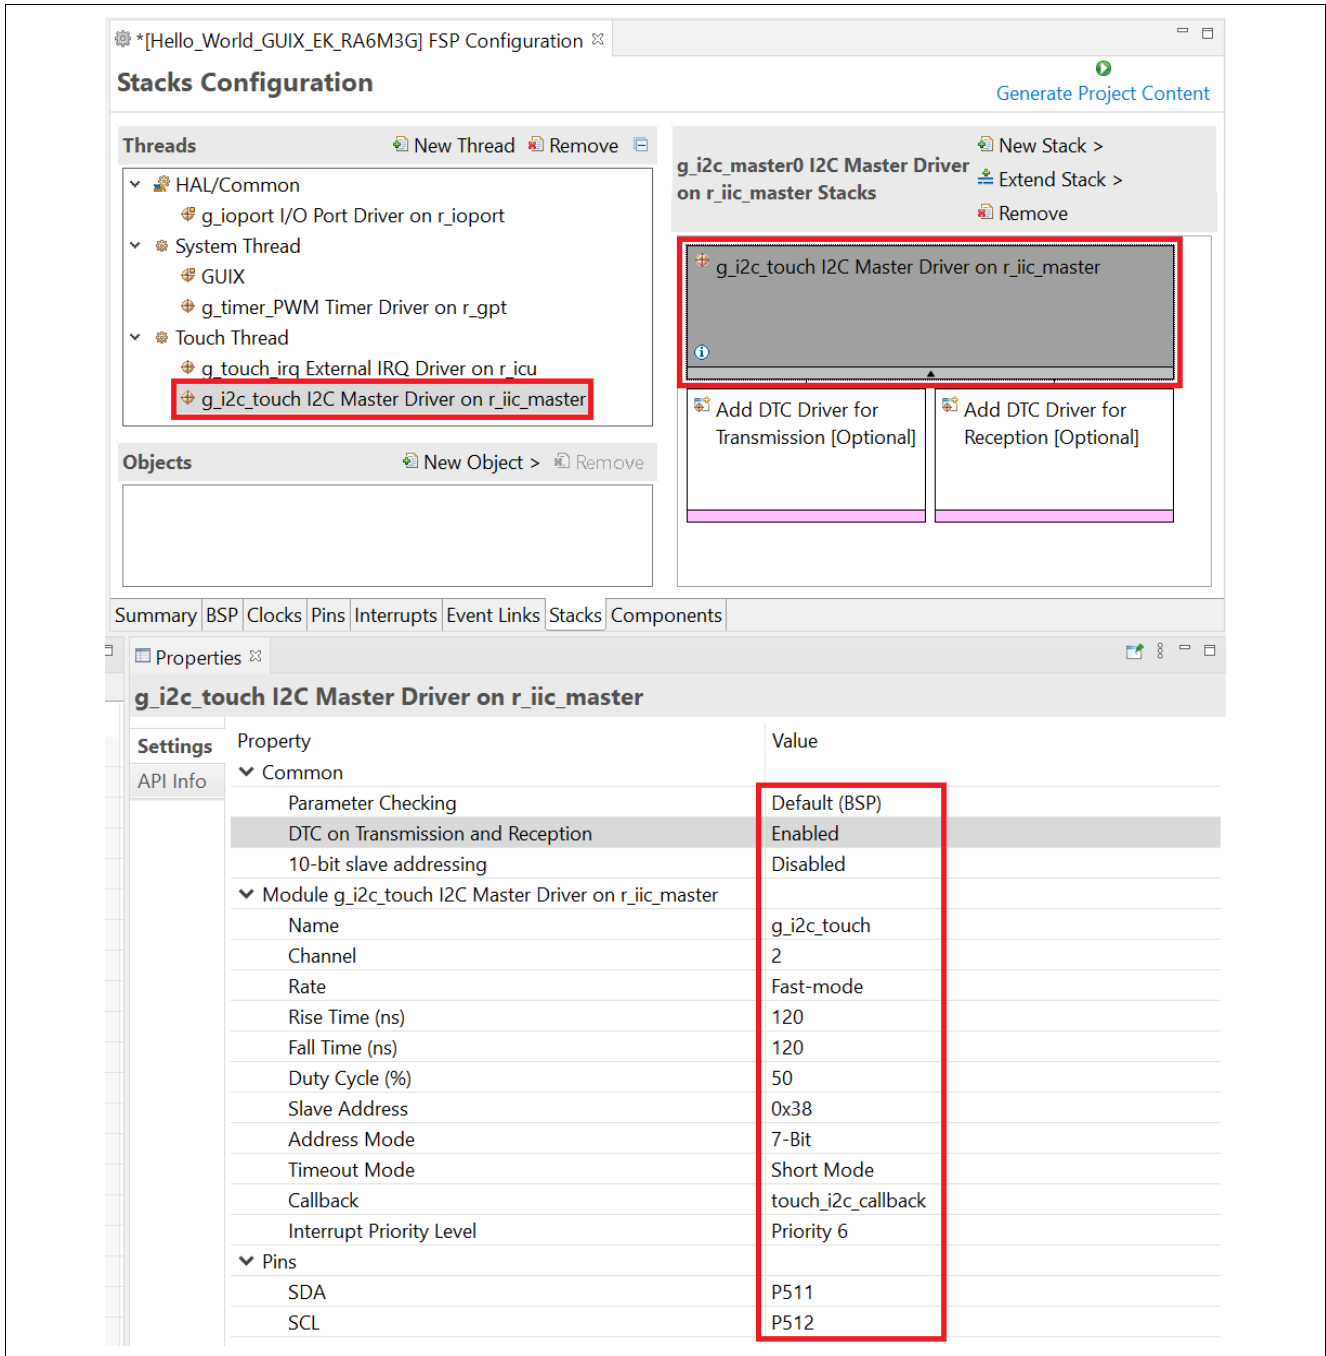 *[Hello_World_GUIX_EK_RA6M3G] FSP Configuration
Stacks Configuration
Generate Project Content
Threads
New Thread
Remove
HAL/Common
g_ioport I/O Port Driver on r_ioport
System Thread
GUIX
g_timer_PWM Timer Driver on r_gpt
Touch Thread
g_touch_irq External IRQ Driver on r_icu
g_i2c_touch I2C Master Driver on r_iic_master
Objects
New Object >
Remove
g_i2c_master0 I2C Master Driver
on r_iic_master Stacks
New Stack >
Extend Stack >
Remove
g_i2c_touch I2C Master Driver on r_iic_master
Add DTC Driver for
Transmission [Optional]
Add DTC Driver for
Reception [Optional]
Summary BSP Clocks Pins Interrupts Event Links Stacks Components
Properties
g_i2c_touch I2C Master Driver on r_iic_master
Settings
API Info
Property Value
Common
Parameter Checking Default (BSP)
DTC on Transmission and Reception Enabled
10-bit slave addressing Disabled
Module g_i2c_touch I2C Master Driver on r_iic_master
Name g_i2c_touch
Channel 2
Rate Fast-mode
Rise Time (ns) 120
Fall Time (ns) 120
Duty Cycle (%) 50
Slave Address 0x38
Address Mode 7-Bit
Timeout Mode Short Mode
Callback touch_i2c_callback
Interrupt Priority Level Priority 6
Pins
SDA P511
SCL P512